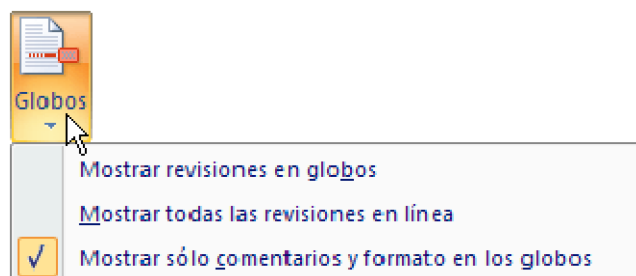 Globos
Mostrar revisiones en globos
Mostrar todas las revisiones en línea
Mostrar sólo comentarios y formato en los globos